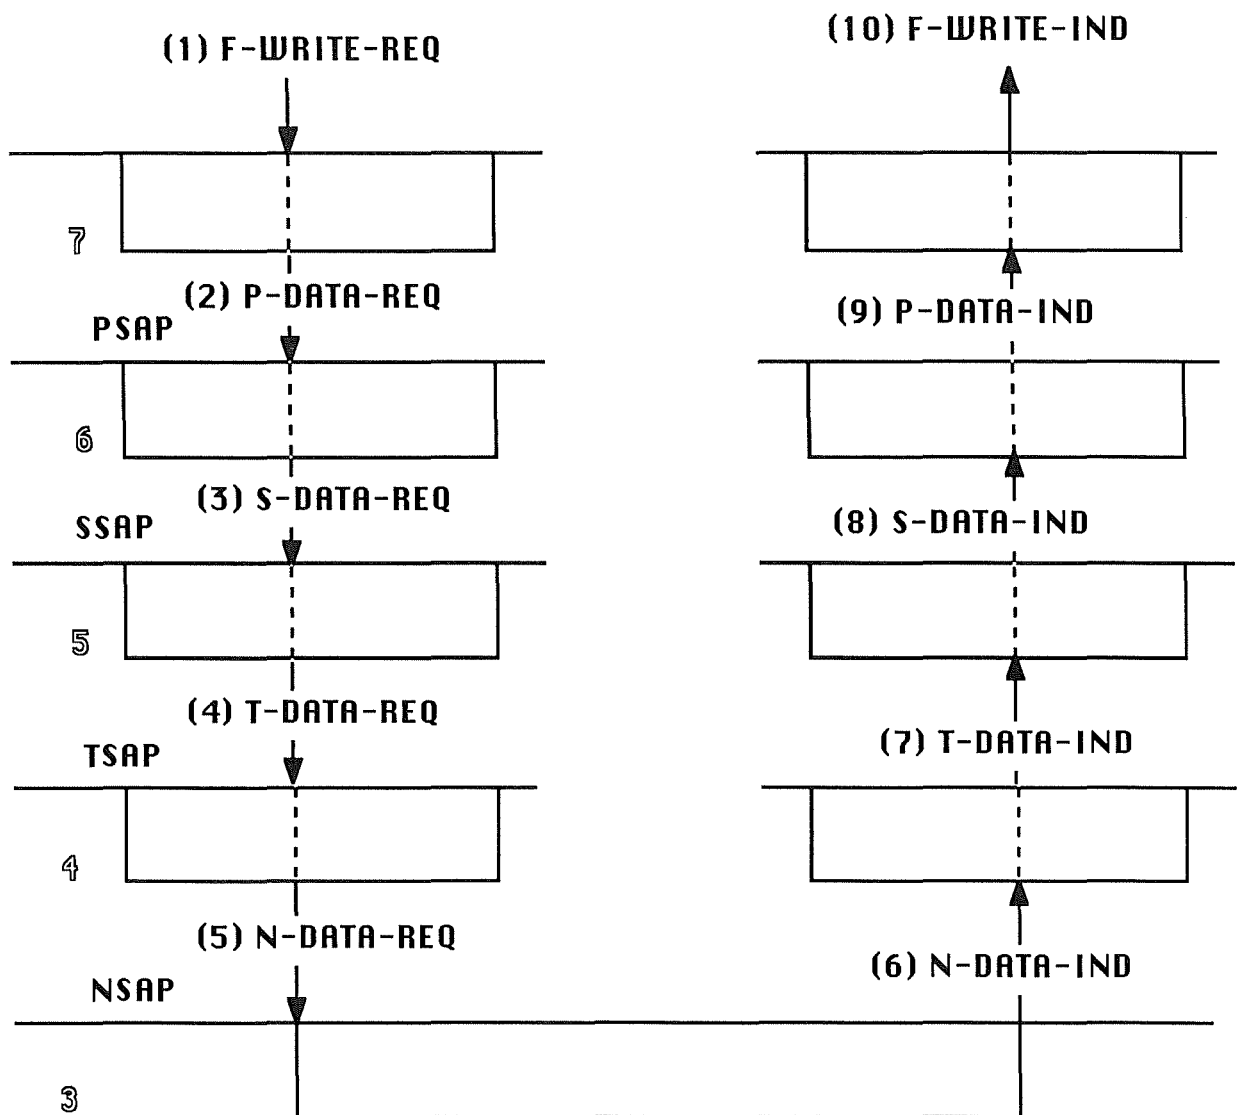 (1) F-WRITE-REQ
(10) F-WRITE-IND
7
(2) P-DATA-REQ
(9) P-DATA-IND
PSAP
6
(3) S-DATA-REQ
(8) S-DATA-IND
SSAP
5
(4) T-DATA-REQ
(7) T-DATA-IND
TSAP
4
(5) N-DATA-REQ
(6) N-DATA-IND
NSAP
3